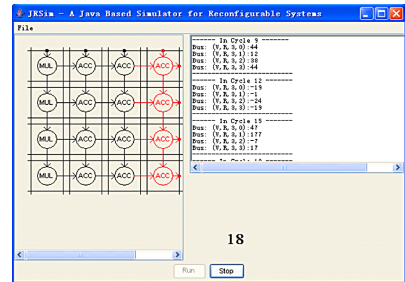 JRSim - A Java Based Simulator for Reconfigurable Systems
File
MUL ACC ACC ACC
MUL ACC ACC ACC
MUL ACC ACC ACC
MUL ACC ACC ACC
------ In Cycle 9 ------
Bus: (V,R,3,0):44
Bus: (V,R,3,1):12
Bus: (V,R,3,2):38
Bus: (V,R,3,3):44
------ In Cycle 12 ------
Bus: (V,R,3,0):-19
Bus: (V,R,3,1):-1
Bus: (V,R,3,2):-24
Bus: (V,R,3,3):-19
------ In Cycle 15 ------
Bus: (V,R,3,0):47
Bus: (V,R,3,1):177
Bus: (V,R,3,2):-7
Bus: (V,R,3,3):17
18
Run Stop